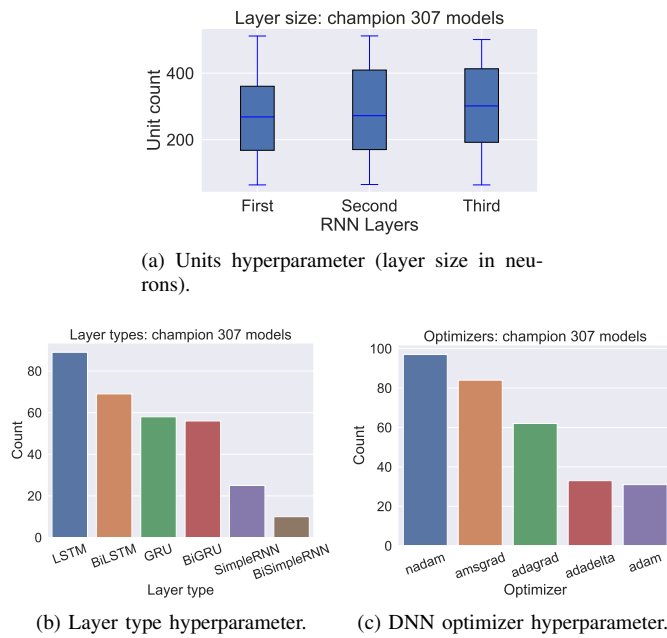 Layer size: champion 307 models
Unit count
400
200
First Second Third
RNN Layers
(a) Units hyperparameter (layer size in neu-
rons).
Layer types: champion 307 models
Count
80
60
40
20
0
LSTM BiLSTM GRU BiGRU SimpleRNN BiSimpleRNN
Layer type
(b) Layer type hyperparameter.
Optimizers: champion 307 models
Count
100
80
60
40
20
0
nadam amsgrad adagrad adadelta adam
Optimizer
(c) DNN optimizer hyperparameter.